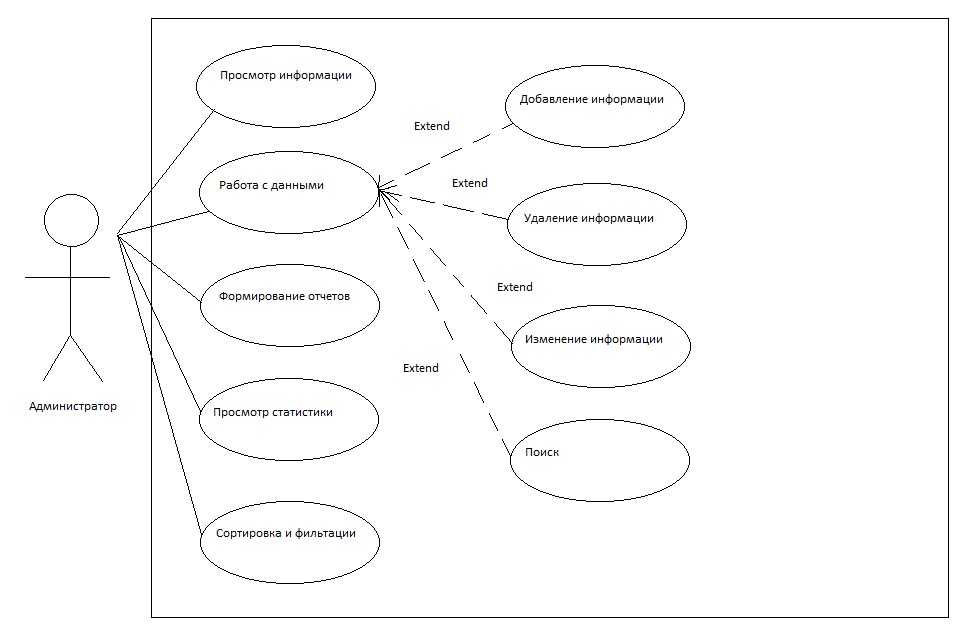 Просмотр информации
Добавление информации
Extend
Работа с данными
Extend
Удаление информации
Extend
Формирование отчетов
Изменение информации
Extend
Администратор
Просмотр статистики
Поиск
Сортировка и фильтации